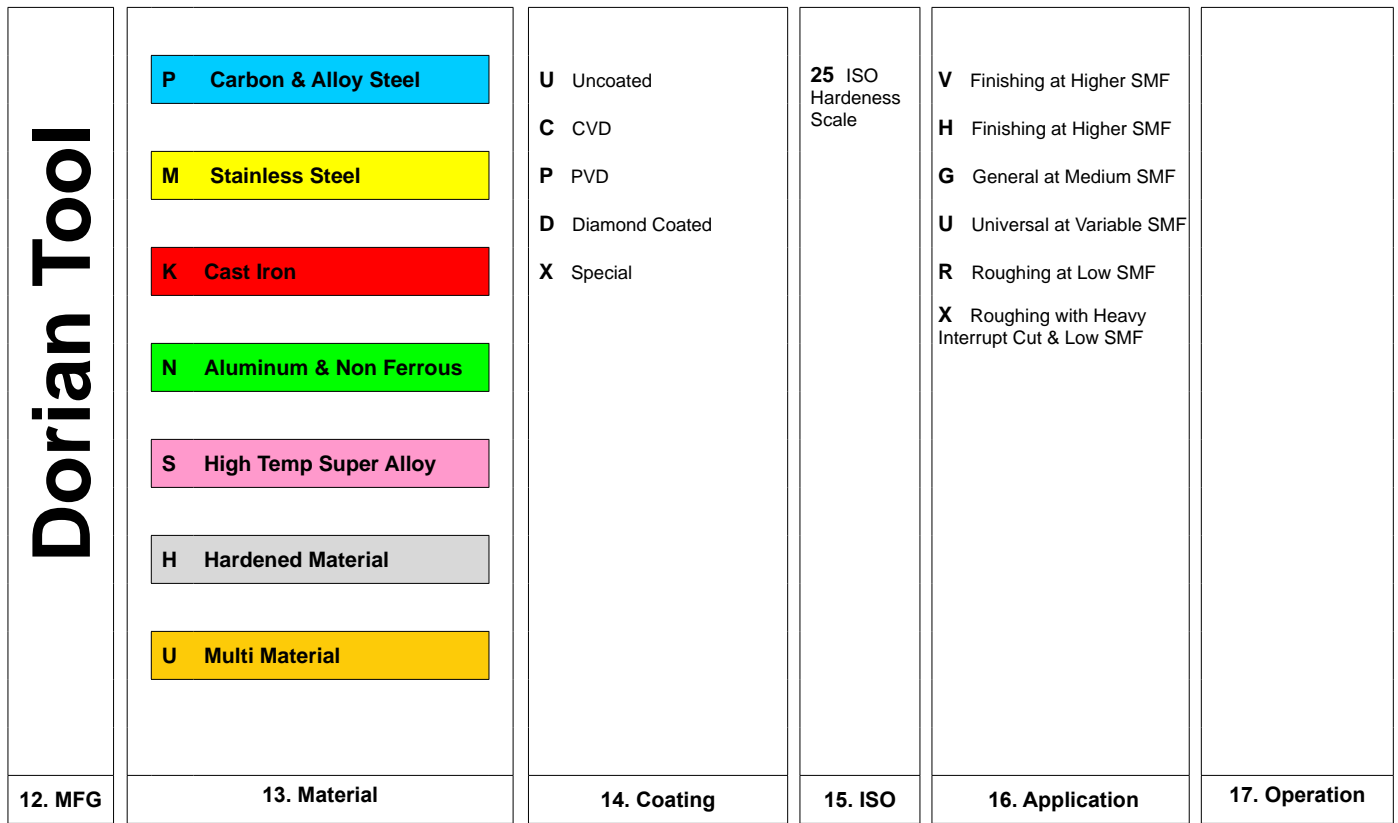 Dorian Tool
P Carbon & Alloy Steel
M Stainless Steel
K Cast Iron
N Aluminum & Non Ferrous
S High Temp Super Alloy
H Hardened Material
U Multi Material
U Uncoated
C CVD
P PVD
D Diamond Coated
X Special
25 ISO
Hardeness
Scale
V Finishing at Higher SMF
H Finishing at Higher SMF
G General at Medium SMF
U Universal at Variable SMF
R Roughing at Low SMF
X Roughing with Heavy
Interrupt Cut & Low SMF
12. MFG
13. Material
14. Coating
15. ISO
16. Application
17. Operation